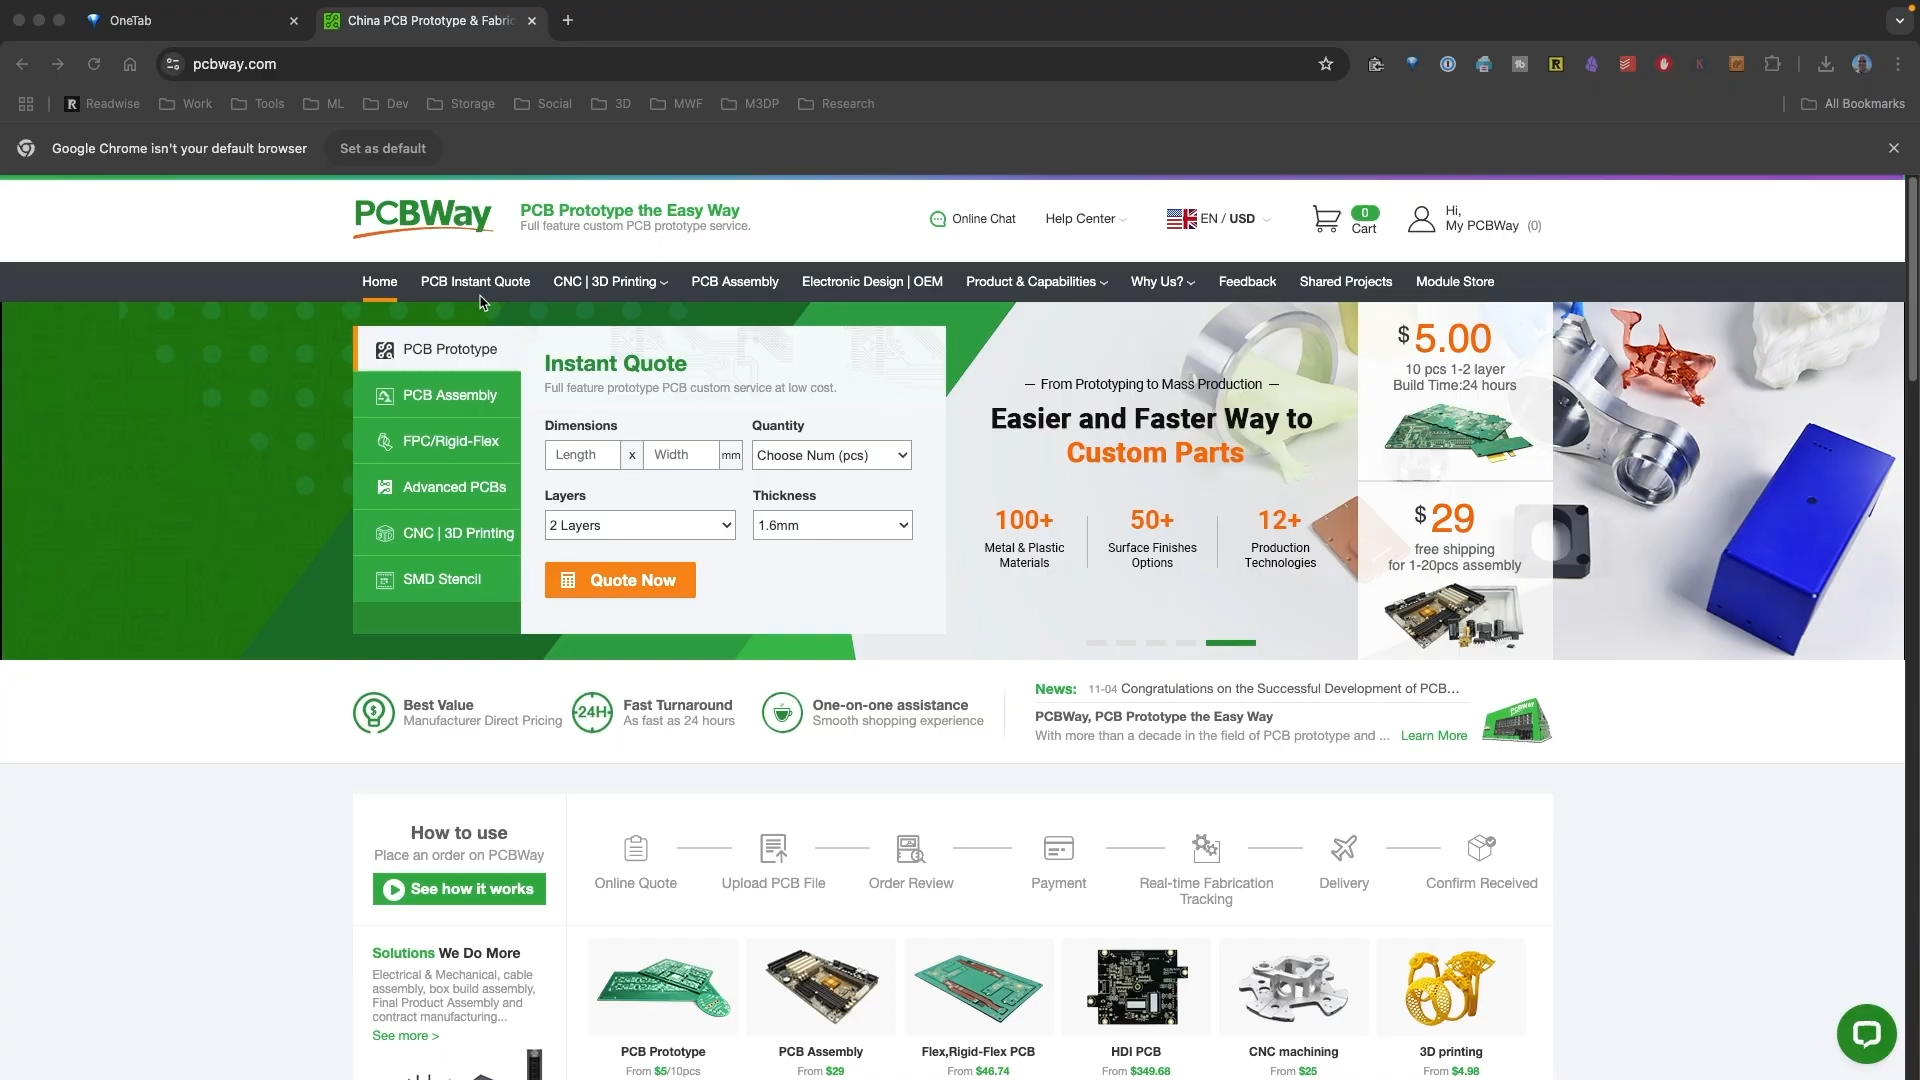 OneTab
China PCB Prototype & Fabric
pcbway.com
Readwise
Work
Tools
ML
Dev
Storage
Social
3D
MWF
M3DP
Research
All Bookmarks
Google Chrome isn't your default browser
Set as default
PCBWay
PCB Prototype the Easy Way
Full feature custom PCB prototype service.
Online Chat
Help Center
EN / USD
0
Cart
Hi,
My PCBWay (0)
Home
PCB Instant Quote
CNC | 3D Printing
PCB Assembly
Electronic Design | OEM
Product & Capabilities
Why Us?
Feedback
Shared Projects
Module Store
PCB Prototype
PCB Assembly
FPC/Rigid-Flex
Advanced PCBs
CNC | 3D Printing
SMD Stencil
Instant Quote
Full feature prototype PCB custom service at low cost.
Dimensions
Quantity
Length x Width mm
Choose Num (pcs)
Layers
Thickness
2 Layers
1.6mm
Quote Now
From Prototyping to Mass Production
Easier and Faster Way to
Custom Parts
100+
Metal & Plastic
Materials
50+
Surface Finishes
Options
12+
Production
Technologies
$ 5.00
10 pcs 1-2 layer
Build Time:24 hours
$ 29
free shipping
for 1-20pcs assembly
Best Value
Manufacturer Direct Pricing
24H
Fast Turnaround
As fast as 24 hours
One-on-one assistance
Smooth shopping experience
News: 11-04 Congratulations on the Successful Development of PCB...
PCBWay, PCB Prototype the Easy Way
With more than a decade in the field of PCB prototype and ... Learn More
How to use
Place an order on PCBWay
See how it works
Online Quote
Upload PCB File
Order Review
Payment
Real-time Fabrication
Tracking
Delivery
Confirm Received
Solutions We Do More
Electrical & Mechanical, cable
assembly, box build assembly,
Final Product Assembly and
contract manufacturing...
See more >
PCB Prototype
From $5/10pcs
PCB Assembly
From $29
Flex,Rigid-Flex PCB
From $46.74
HDI PCB
From $349.68
CNC machining
From $25
3D printing
From $4.98